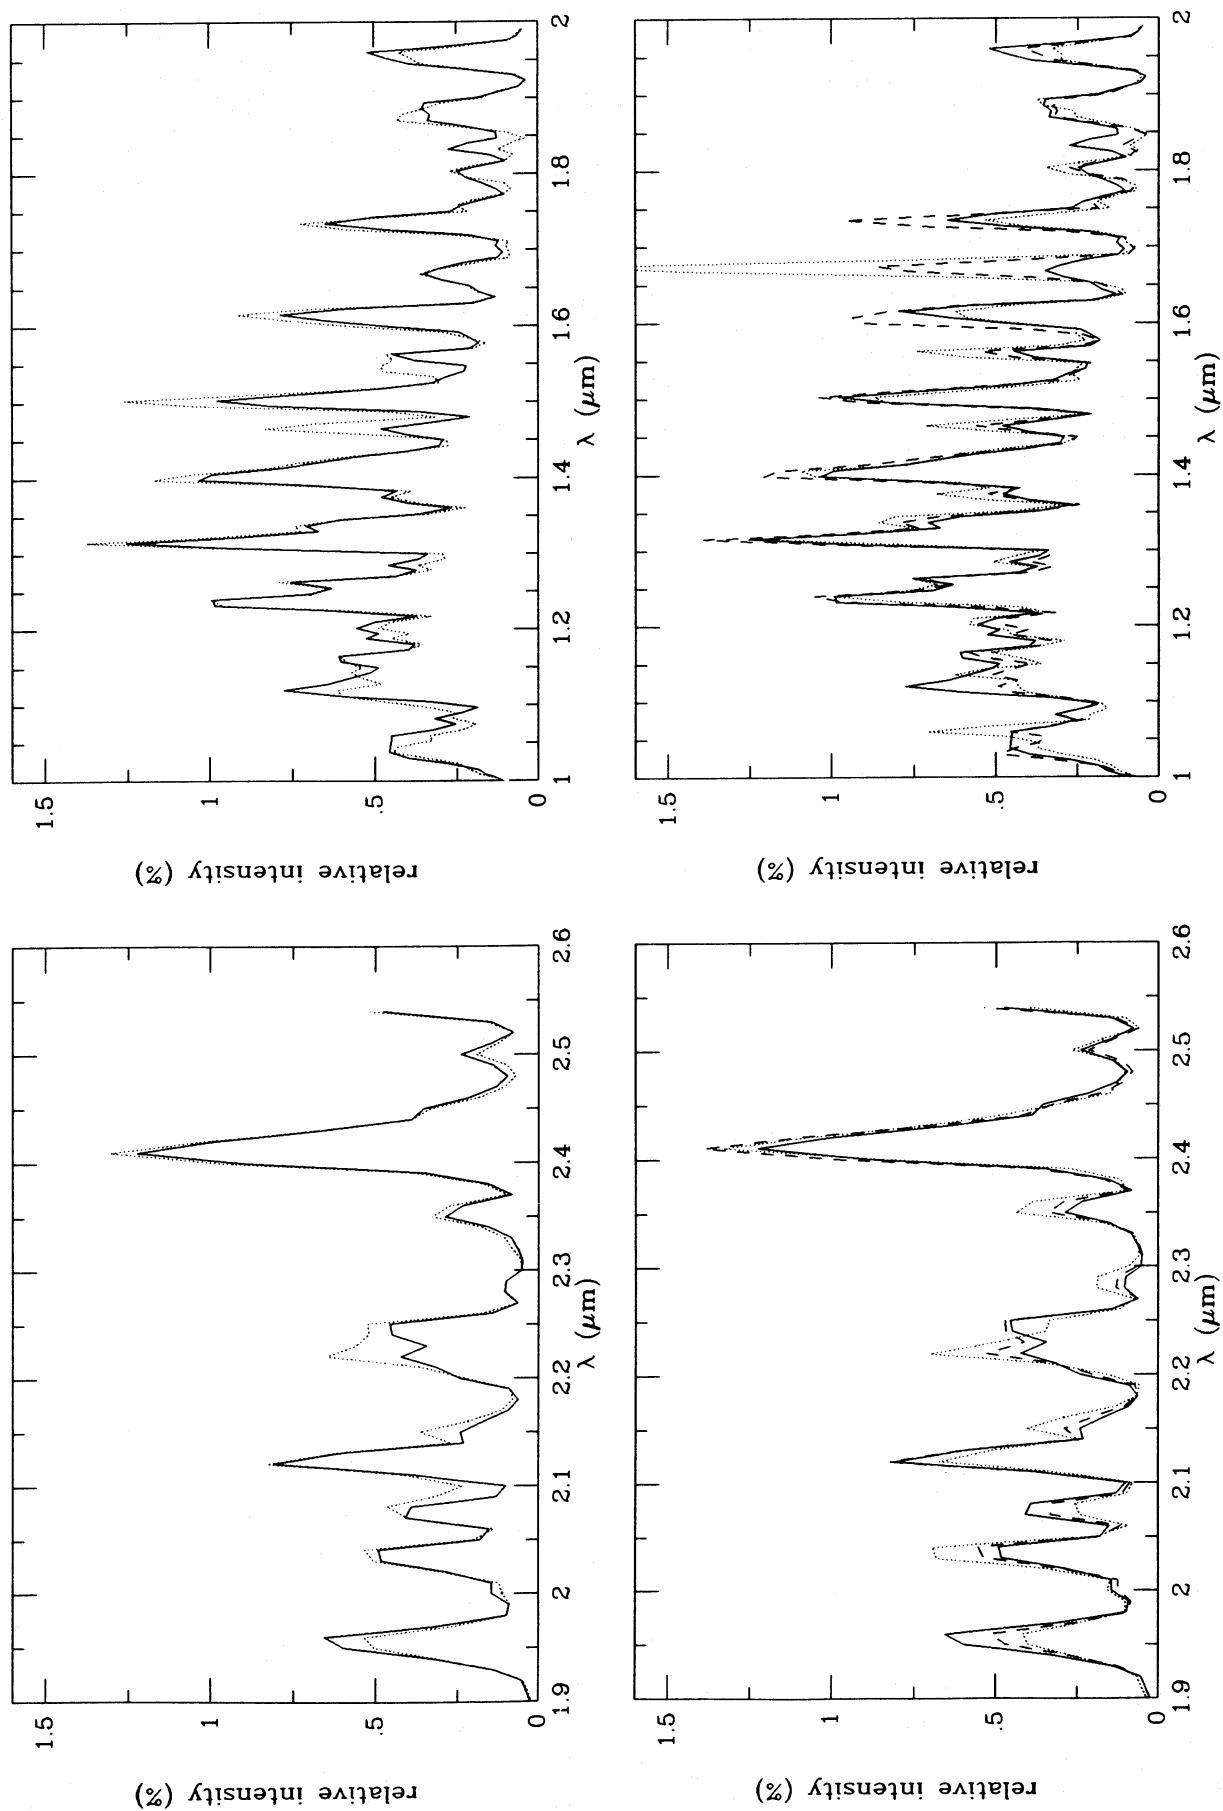 relative intensity (%)
1.5
1
.5
0
1.9 2 2.1 2.2 2.3 2.4 2.5 2.6
λ (μm)
relative intensity (%)
1.5
1
.5
0
1 1.2 1.4 1.6 1.8 2
λ (μm)
relative intensity (%)
1.5
1
.5
0
1.9 2 2.1 2.2 2.3 2.4 2.5 2.6
λ (μm)
relative intensity (%)
1.5
1
.5
0
1 1.2 1.4 1.6 1.8 2
λ (μm)